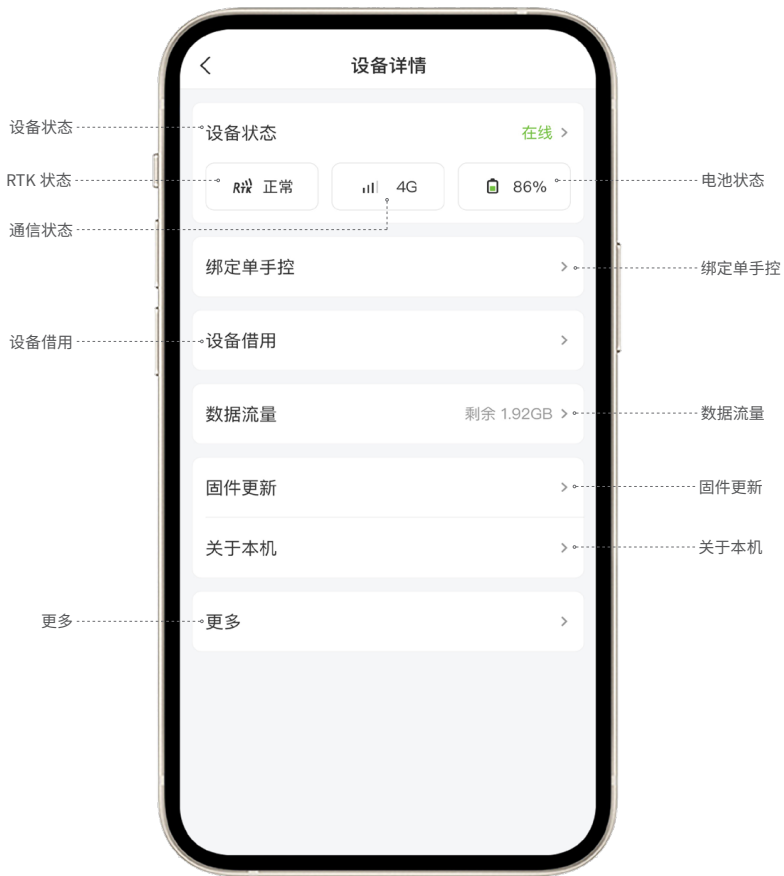 设备详情
设备状态
设备状态
在线
RTK 状态
RTK 正常
4G
86%
电池状态
通信状态
绑定单手控
绑定单手控
设备借用
设备借用
数据流量
剩余 1.92GB
数据流量
固件更新
固件更新
关于本机
关于本机
更多
更多